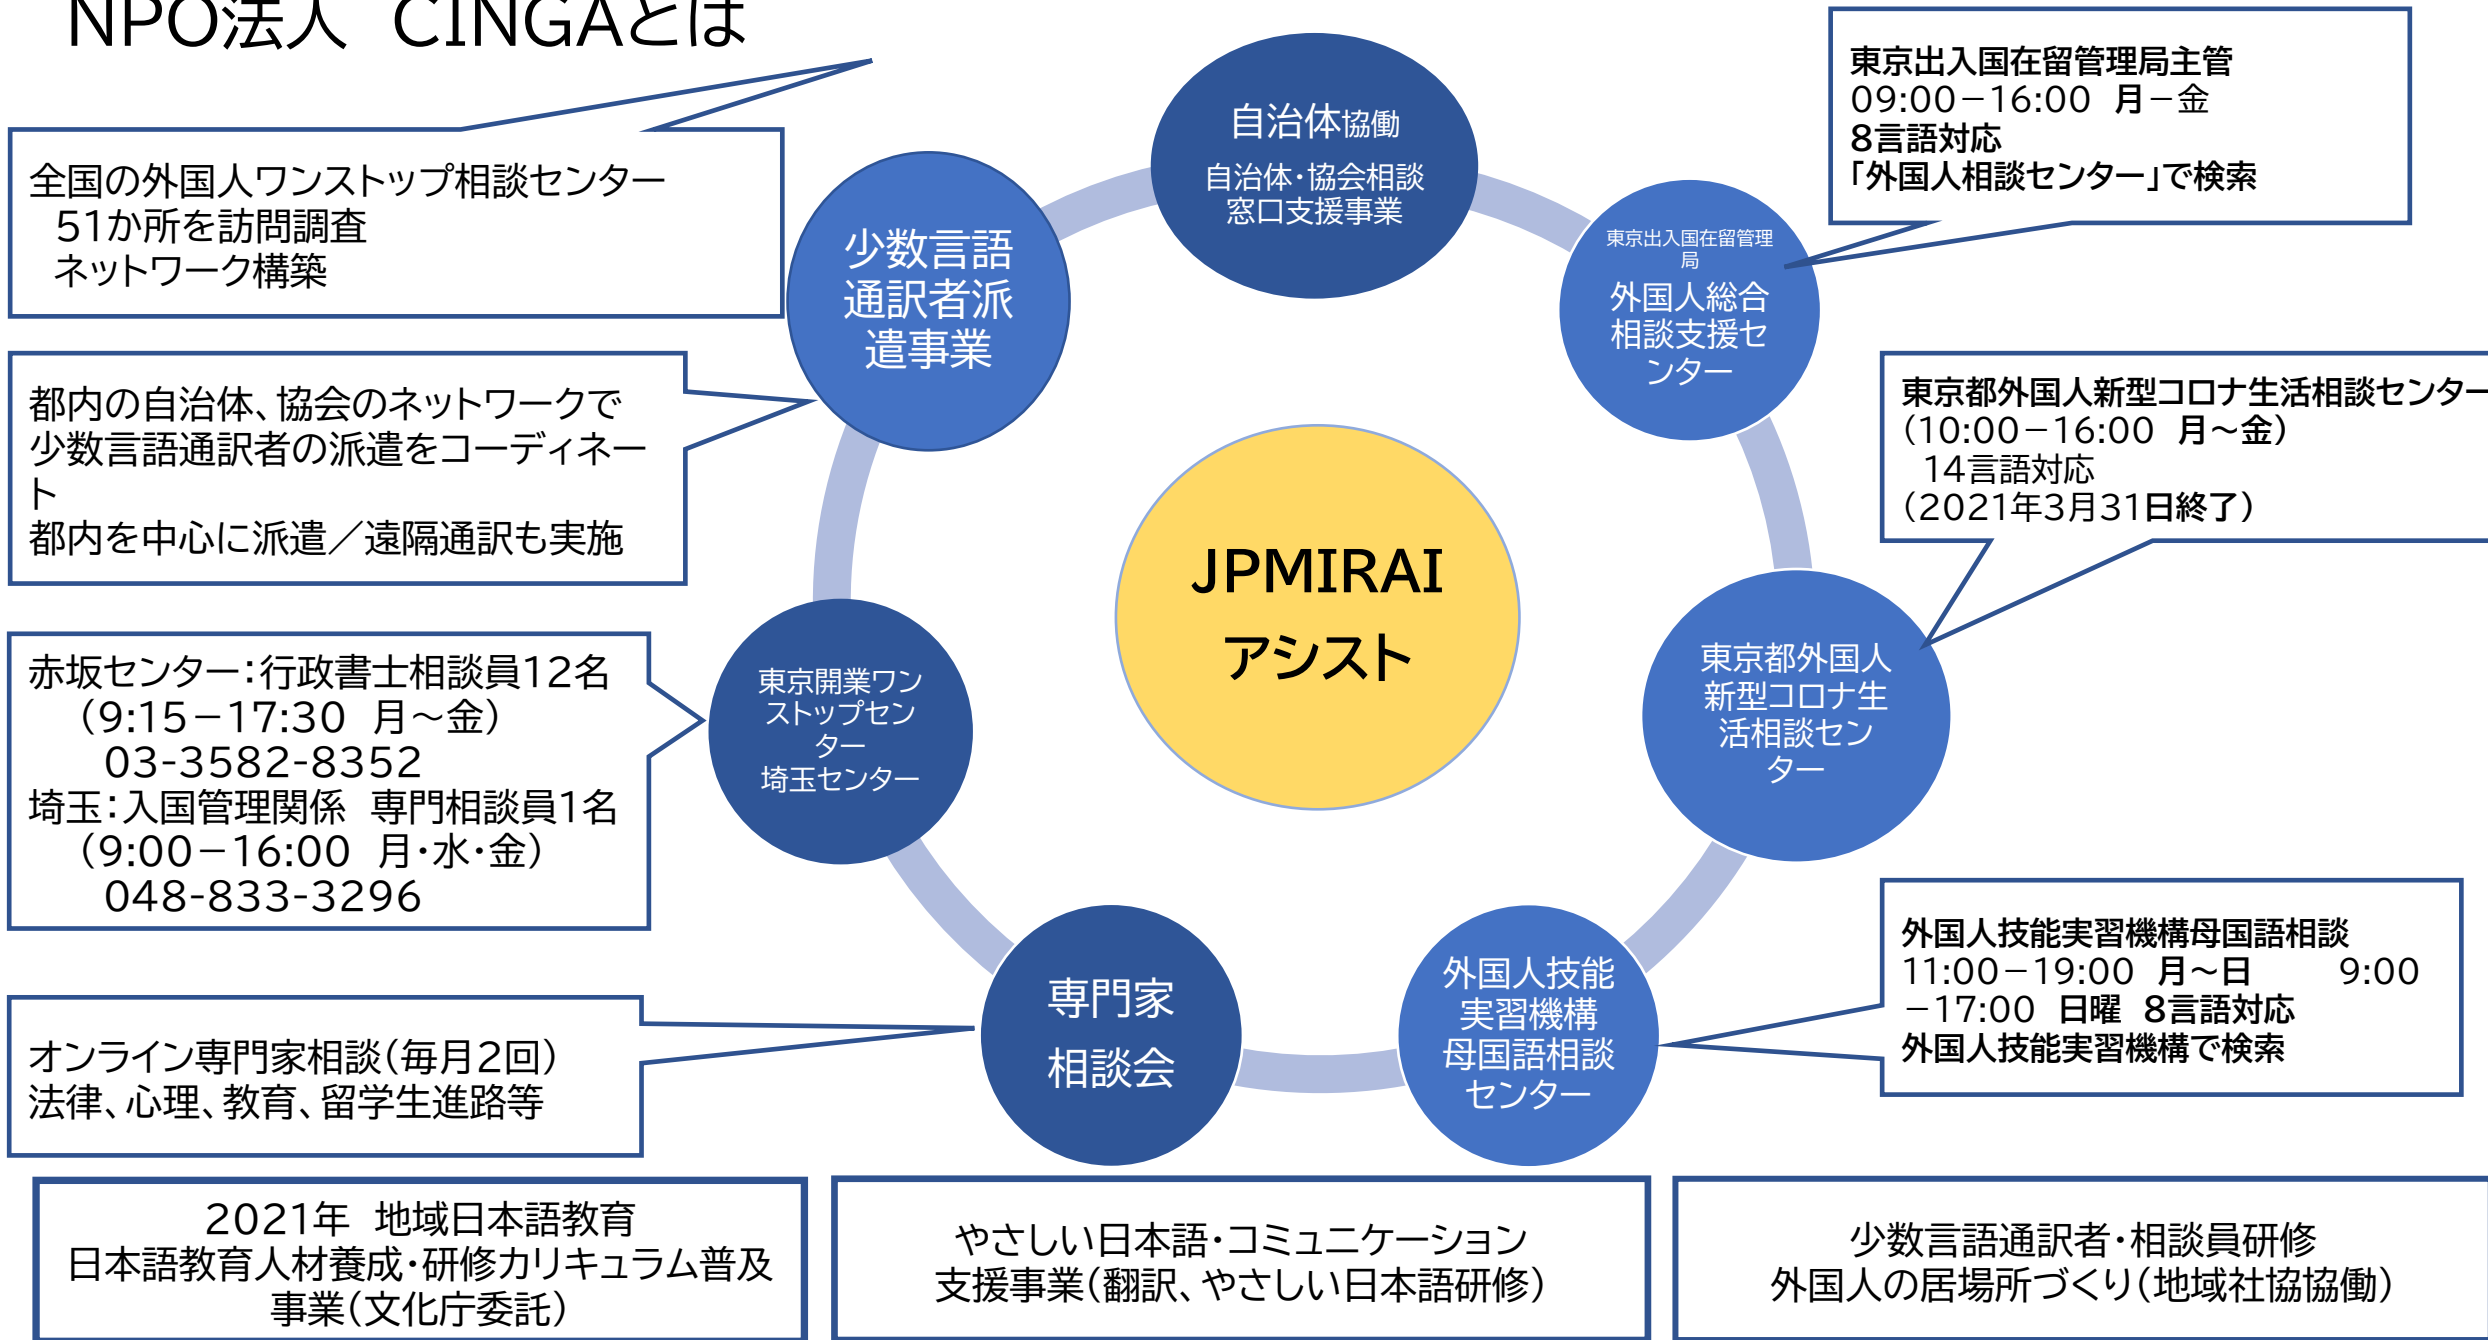 NPO法人　CINGAとは
全国の外国人ワンストップ相談センター
51か所を訪問調査
ネットワーク構築
都内の自治体、協会のネットワークで
少数言語通訳者の派遣をコーディネー
ト
都内を中心に派遣／遠隔通訳も実施
赤坂センター：行政書士相談員12名
（9:15－17:30　月～金）
03-3582-8352
埼玉：入国管理関係　専門相談員1名
（9:00－16:00　月・水・金）
048-833-3296
オンライン専門家相談（毎月2回）
法律、心理、教育、留学生進路等
自治体協働
自治体・協会相談
窓口支援事業
少数言語
通訳者派
遣事業
東京出入国在留管理
局
外国人総合
相談支援セ
ンター
JPMIRAI
アシスト
東京開業ワン
ストップセン
ター
埼玉センター
東京都外国人
新型コロナ生
活相談セン
ター
専門家
相談会
外国人技能
実習機構
母国語相談
センター
東京出入国在留管理局主管
09:00－16:00　月－金
8言語対応
「外国人相談センター」で検索
東京都外国人新型コロナ生活相談センター
（10:00－16:00　月～金）
14言語対応
（2021年3月31日終了）
外国人技能実習機構母国語相談
11:00－19:00　月～日　　　9:00
－17:00　日曜　8言語対応
外国人技能実習機構で検索
2021年　地域日本語教育
日本語教育人材養成・研修カリキュラム普及
事業（文化庁委託）
やさしい日本語・コミュニケーション
支援事業（翻訳、やさしい日本語研修）
少数言語通訳者・相談員研修
外国人の居場所づくり（地域社協協働）